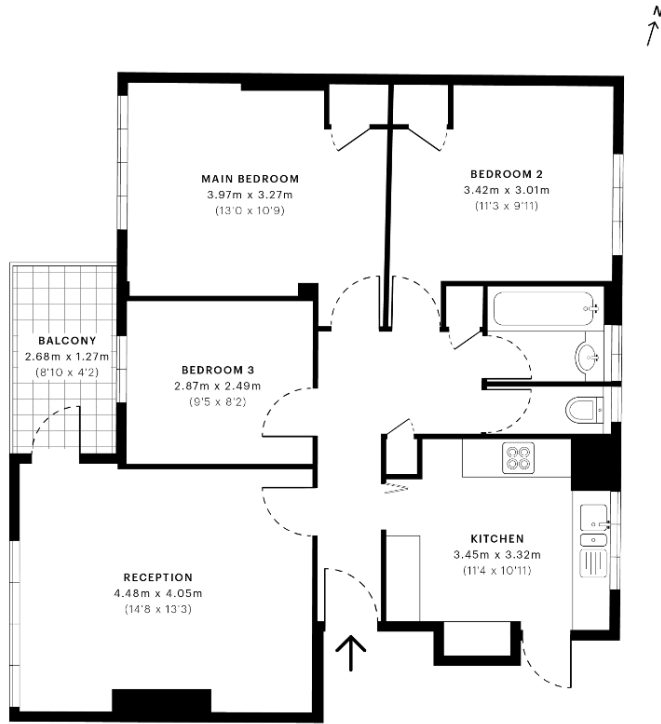 N
MAIN BEDROOM
3.97m x 3.27m
(13'0 x 10'9)
BEDROOM 2
3.42m x 3.01m
(11'3 x 9'11)
BALCONY
2.68m x 1.27m
(8'10 x 4'2)
BEDROOM 3
2.87m x 2.49m
(9'5 x 8'2)
KITCHEN
3.45m x 3.32m
(11'4 x 10'11)
RECEPTION
4.48m x 4.05m
(14'8 x 13'3)